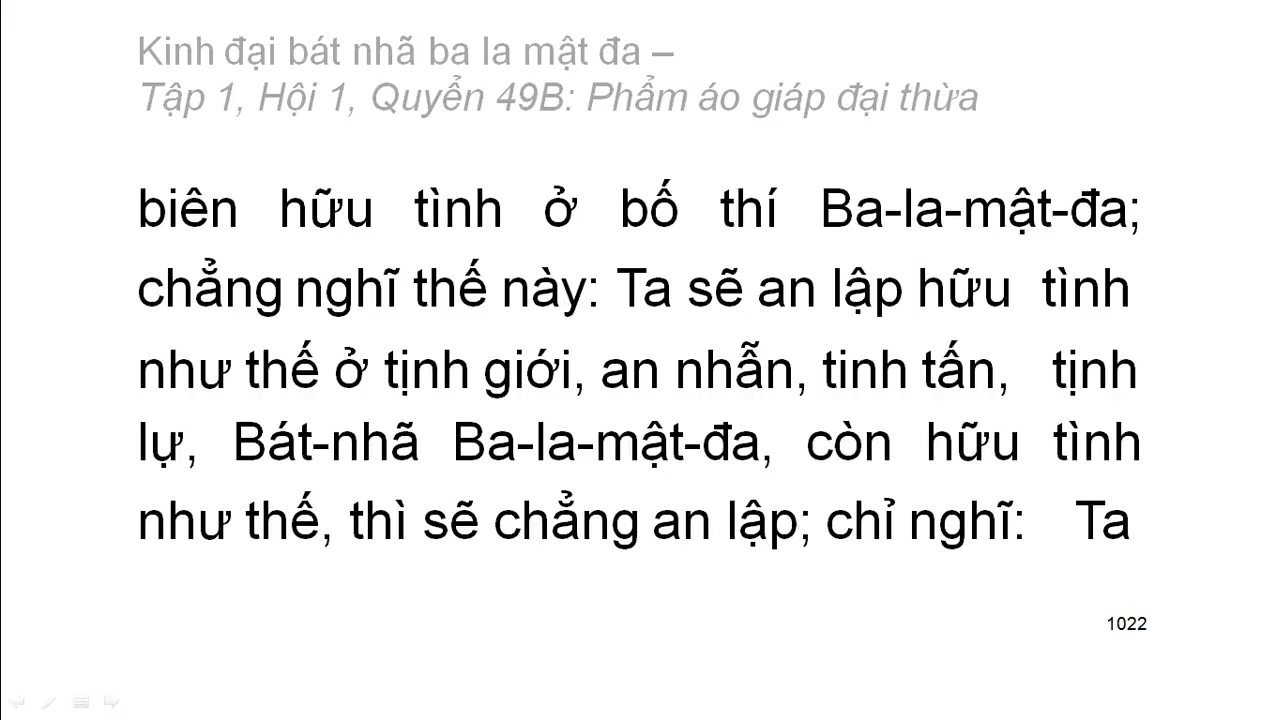 Kinh đại bát nhã ba la mật đa –
Tập 1, Hội 1, Quyển 49B: Phẩm áo giáp đại thừa
biên hữu tình ở bố thí Ba-la-mật-đa;
chẳng nghĩ thế này: Ta sẽ an lập hữu tình
như thế ở tịnh giới, an nhẫn, tinh tấn, tịnh
lự, Bát-nhã Ba-la-mật-đa, còn hữu tình
như thế, thì sẽ chẳng an lập; chỉ nghĩ: Ta
1022